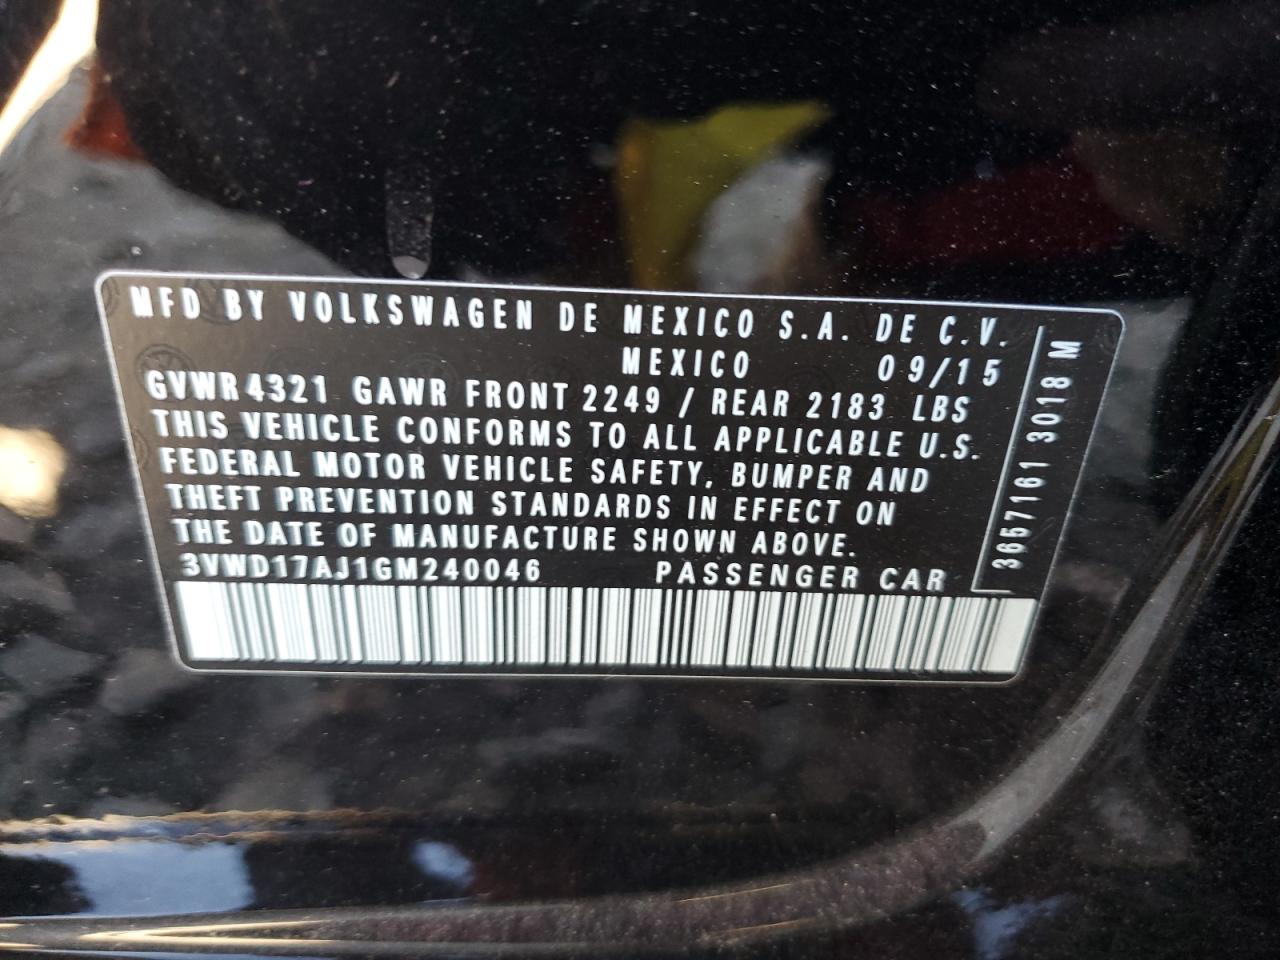 MFD BY VOLKSWAGEN DE MEXICO S.A. DE C.V.
MEXICO 09/15
GVWR 4321 GAWR FRONT 2249 / REAR 2183 LBS
THIS VEHICLE CONFORMS TO ALL APPLICABLE U.S.
FEDERAL MOTOR VEHICLE SAFETY, BUMPER AND
THEFT PREVENTION STANDARDS IN EFFECT ON
THE DATE OF MANUFACTURE SHOWN ABOVE.
3VWD17AJ1GM240046 PASSENGER CAR
3657161 3018 M